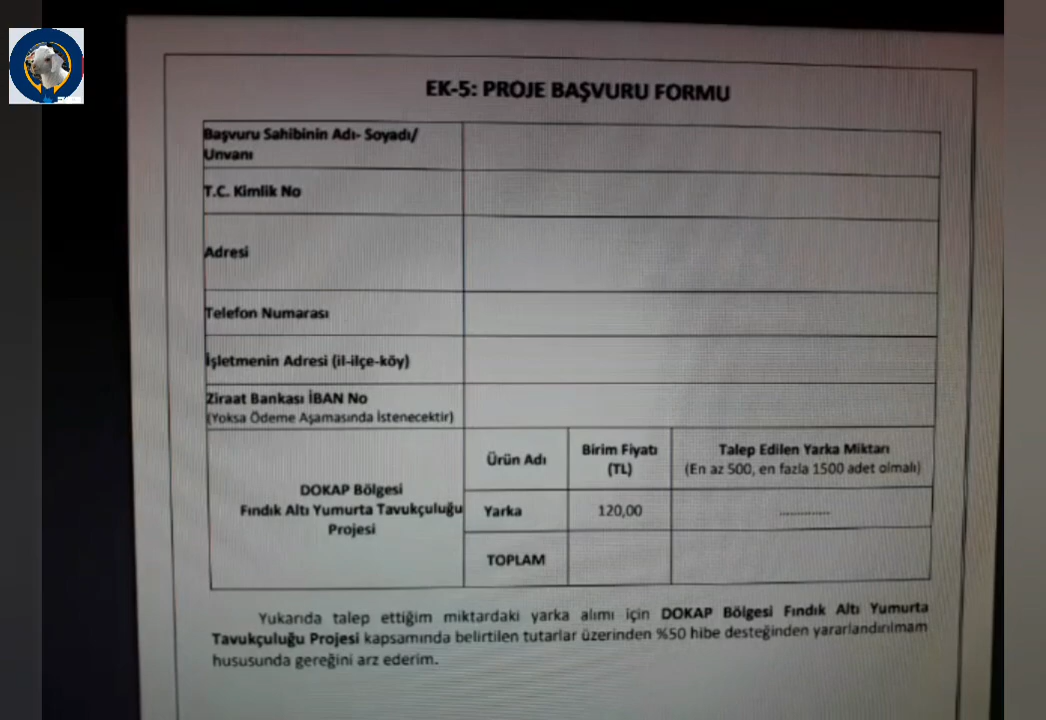 EK-5: PROJE BAŞVURU FORMU
Başvuru Sahibinin Adı- Soyadı/
Unvanı
T.C. Kimlik No
Adresi
Telefon Numarası
İşletmenin Adresi (il-ilçe-köy)
Ziraat Bankası İBAN No
(Yoksa Ödeme Aşamasında İstenecektir)
DOKAP Bölgesi
Fındık Altı Yumurta Tavukçuluğu
Projesi
Ürün Adı
Birim Fiyatı
(TL)
Talep Edilen Yarka Miktarı
(En az 500, en fazla 1500 adet olmalı)
Yarka
120,00
..............
TOPLAM
Yukarıda talep ettiğim miktardaki yarka alımı için DOKAP Bölgesi Fındık Altı Yumurta
Tavukçuluğu Projesi kapsamında belirtilen tutarlar üzerinden %50 hibe desteğinden yararlandırılmam
hususunda gereğini arz ederim.